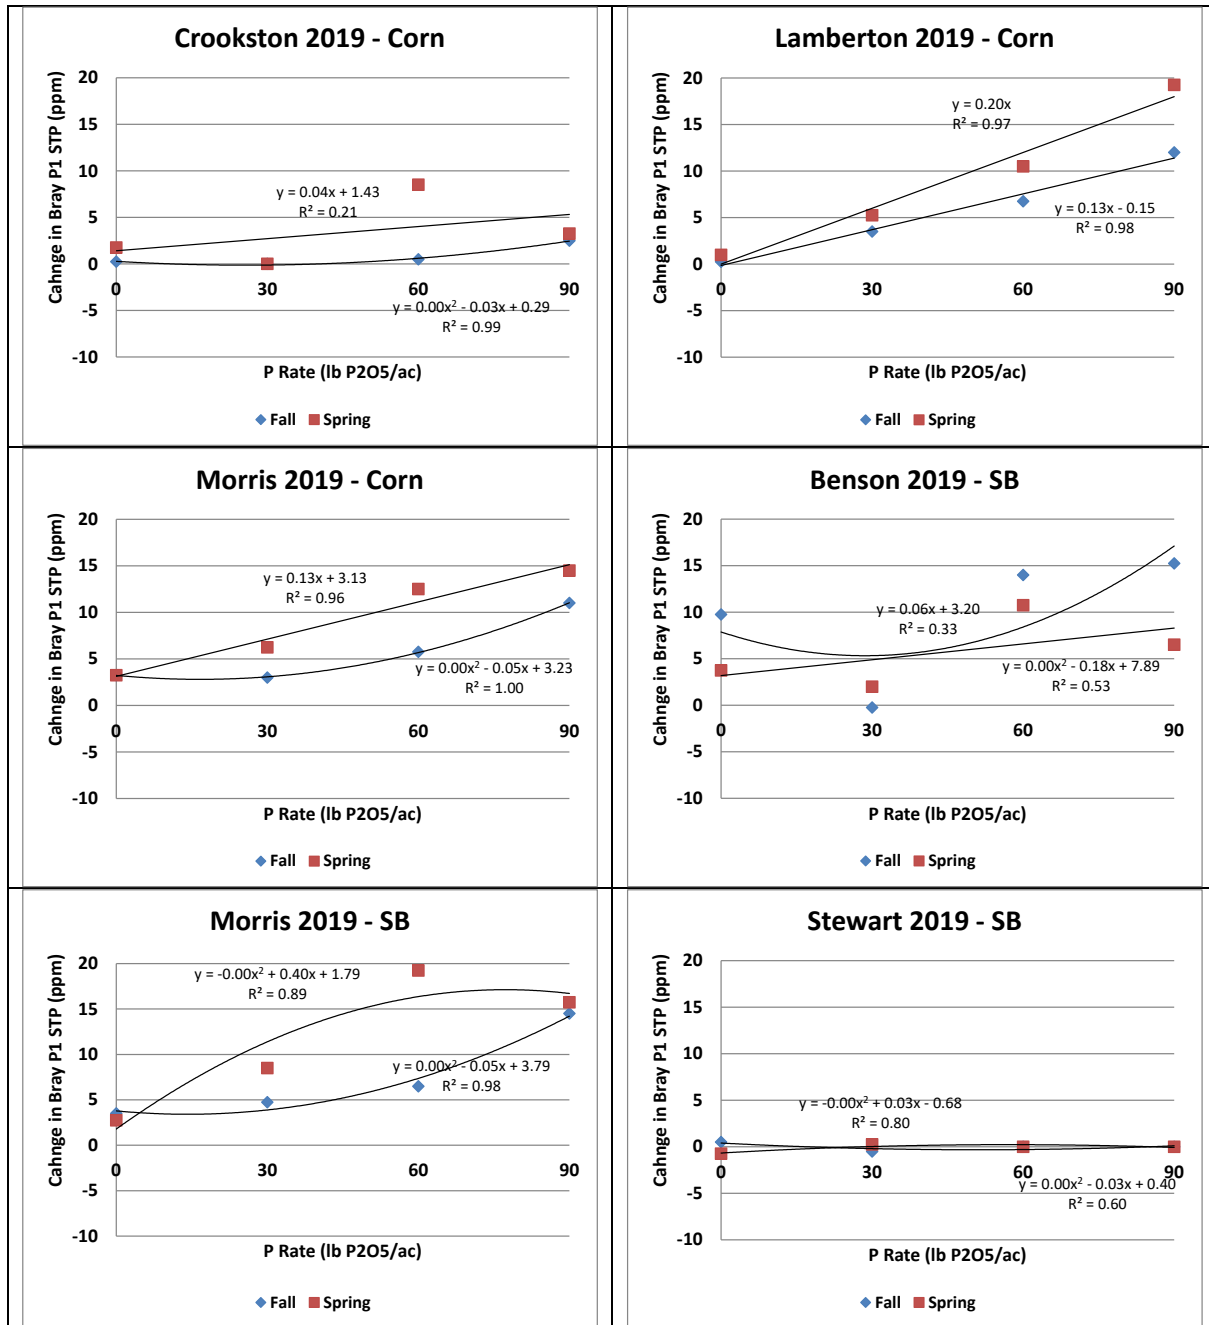 Crookston 2019 - Corn
Cahnge in Bray P1 STP (ppm)
20
15
10
5
0
-5
-10
0
30
60
90
y = 0.04x + 1.43
R² = 0.21
y = 0.00x² - 0.03x + 0.29
R² = 0.99
P Rate (lb P2O5/ac)
Fall Spring
Lamberton 2019 - Corn
Cahnge in Bray P1 STP (ppm)
20
15
10
5
0
-5
-10
0
30
60
90
y = 0.20x
R² = 0.97
y = 0.13x - 0.15
R² = 0.98
P Rate (lb P2O5/ac)
Fall Spring
Morris 2019 - Corn
Cahnge in Bray P1 STP (ppm)
20
15
10
5
0
-5
-10
0
30
60
90
y = 0.13x + 3.13
R² = 0.96
y = 0.00x² - 0.05x + 3.23
R² = 1.00
P Rate (lb P2O5/ac)
Fall Spring
Benson 2019 - SB
Cahnge in Bray P1 STP (ppm)
20
15
10
5
0
-5
-10
0
30
60
90
y = 0.06x + 3.20
R² = 0.33
y = 0.00x² - 0.18x + 7.89
R² = 0.53
P Rate (lb P2O5/ac)
Fall Spring
Morris 2019 - SB
Cahnge in Bray P1 STP (ppm)
20
15
10
5
0
-5
-10
0
30
60
90
y = -0.00x² + 0.40x + 1.79
R² = 0.89
y = 0.00x² - 0.05x + 3.79
R² = 0.98
P Rate (lb P2O5/ac)
Fall Spring
Stewart 2019 - SB
Cahnge in Bray P1 STP (ppm)
20
15
10
5
0
-5
-10
0
30
60
90
y = -0.00x² + 0.03x - 0.68
R² = 0.80
y = 0.00x² - 0.03x + 0.40
R² = 0.60
P Rate (lb P2O5/ac)
Fall Spring